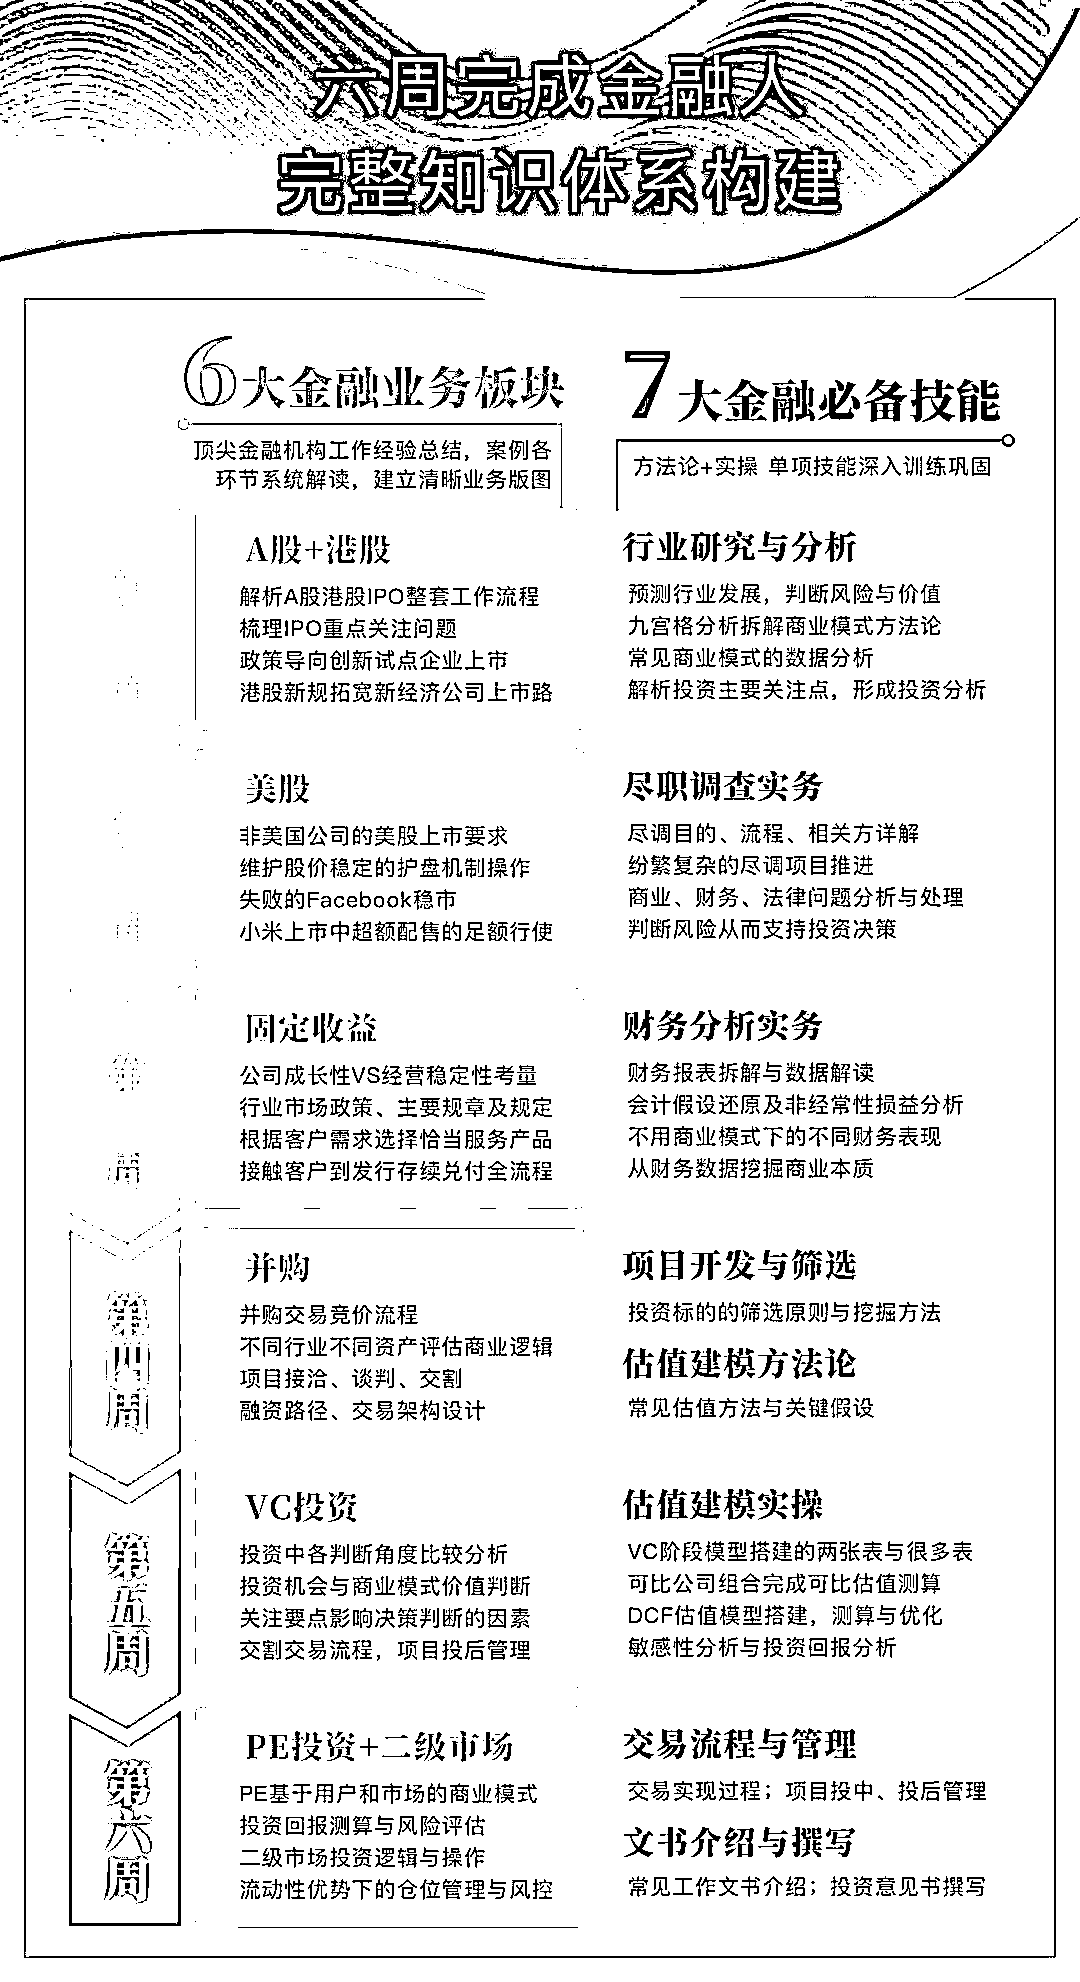 六周完成金融人
完整知识体系构建
6大金融业务板块
顶尖金融机构工作经验总结，案例各
环节系统解读，建立清晰业务版图
7大金融必备技能
方法论+实操 单项技能深入训练巩固
A股+港股
解析A股港股IPO整套工作流程
梳理IPO重点关注问题
政策导向创新试点企业上市
港股新规拓宽新经济公司上市路
行业研究与分析
预测行业发展，判断风险与价值
九宫格分析拆解商业模式方法论
常见商业模式的数据分析
解析投资主要关注点，形成投资分析
美股
非美国公司的美股上市要求
维护股价稳定的护盘机制操作
失败的Facebook稳市
小米上市中超额配售的足额行使
尽职调查实务
尽调目的、流程、相关方详解
纷繁复杂的尽调项目推进
商业、财务、法律问题分析与处理
判断风险从而支持投资决策
第
周
固定收益
公司成长性VS经营稳定性考量
行业市场政策、主要规章及规定
根据客户需求选择恰当服务产品
接触客户到发行存续兑付全流程
财务分析实务
财务报表拆解与数据解读
会计假设还原及非经常性损益分析
不用商业模式下的不同财务表现
从财务数据挖掘商业本质
第四周
并购
并购交易竞价流程
不同行业不同资产评估商业逻辑
项目接洽、谈判、交割
融资路径、交易架构设计
项目开发与筛选
投资标的的筛选原则与挖掘方法
估值建模方法论
常见估值方法与关键假设
第五周
VC投资
投资中各判断角度比较分析
投资机会与商业模式价值判断
关注要点影响决策判断的因素
交割交易流程，项目投后管理
估值建模实操
VC阶段模型搭建的两张表与很多表
可比公司组合完成可比估值测算
DCF估值模型搭建，测算与优化
敏感性分析与投资回报分析
第六周
PE投资+二级市场
PE基于用户和市场的商业模式
投资回报测算与风险评估
二级市场投资逻辑与操作
流动性优势下的仓位管理与风控
交易流程与管理
交易实现过程；项目投中、投后管理
文书介绍与撰写
常见工作文书介绍；投资意见书撰写